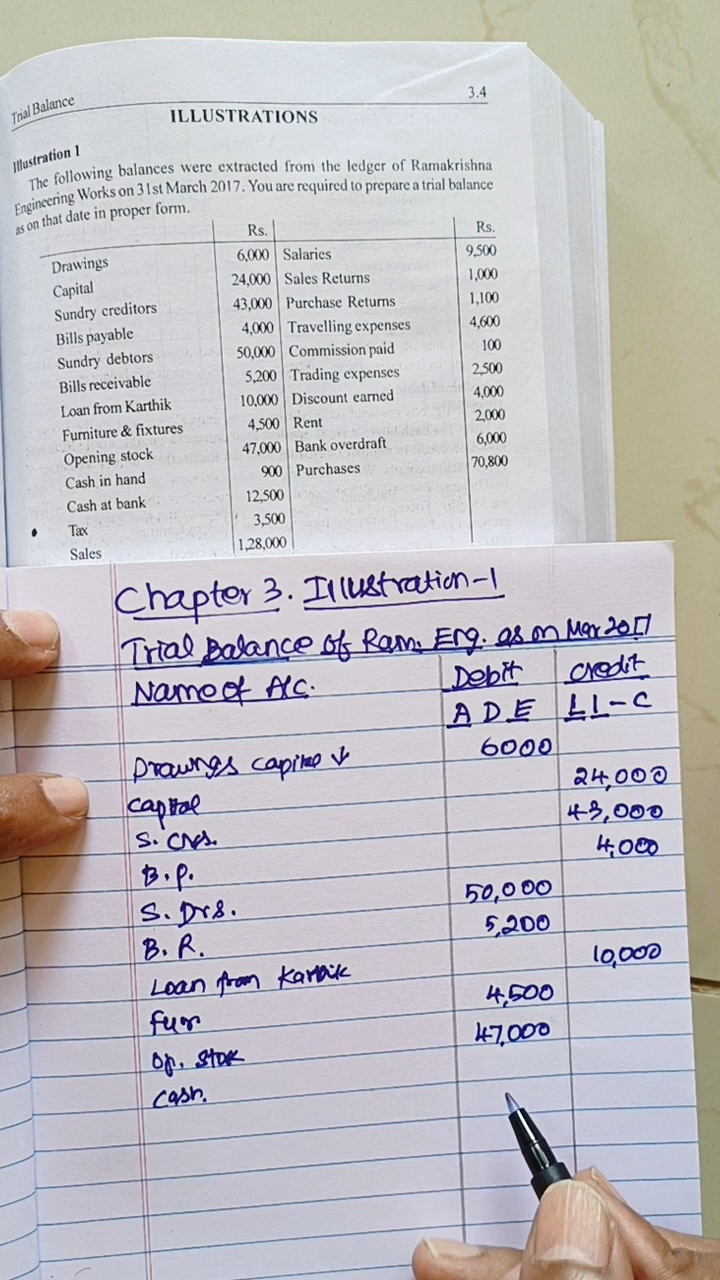 Trial Balance 3.4
ILLUSTRATIONS
Illustration 1
The following balances were extracted from the ledger of Ramakrishna
Engineering Works on 31st March 2017. You are required to prepare a trial balance
as on that date in proper form.
Rs. Rs.
Drawings 6,000 Salaries 9,500
Capital 24,000 Sales Returns 1,000
Sundry creditors 43,000 Purchase Returns 1,100
Bills payable 4,000 Travelling expenses 4,600
Sundry debtors 50,000 Commission paid 100
Bills receivable 5,200 Trading expenses 2,500
Loan from Karthik 10,000 Discount earned 4,000
Furniture & fixtures 4,500 Rent 2,000
Opening stock 47,000 Bank overdraft 6,000
Cash in hand 900 Purchases 70,800
Cash at bank 12,500
Tax 3,500
Sales 1,28,000
Chapter 3. Illustration-1
Trial Balance of Ram. Eng. as on Mar 2017
Name of A/C. Debit Credit
A D E LI-C
Drawings capital ↓ 6000
Capital 24,000
S. Crs. 43,000
B.P. 4,000
S. Drs. 50,000
B. R. 5,200
Loan from Karthik 10,000
Fur 4,500
Op. Stok 47,000
Cash.